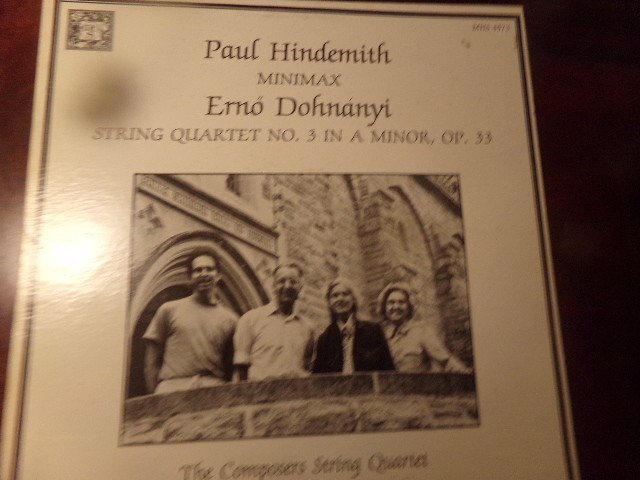 Paul Hindemith
MINIMAX
Ernő Dohnányi
STRING QUARTET NO. 3 IN A MINOR, OP. 33
The Composers String Quartet